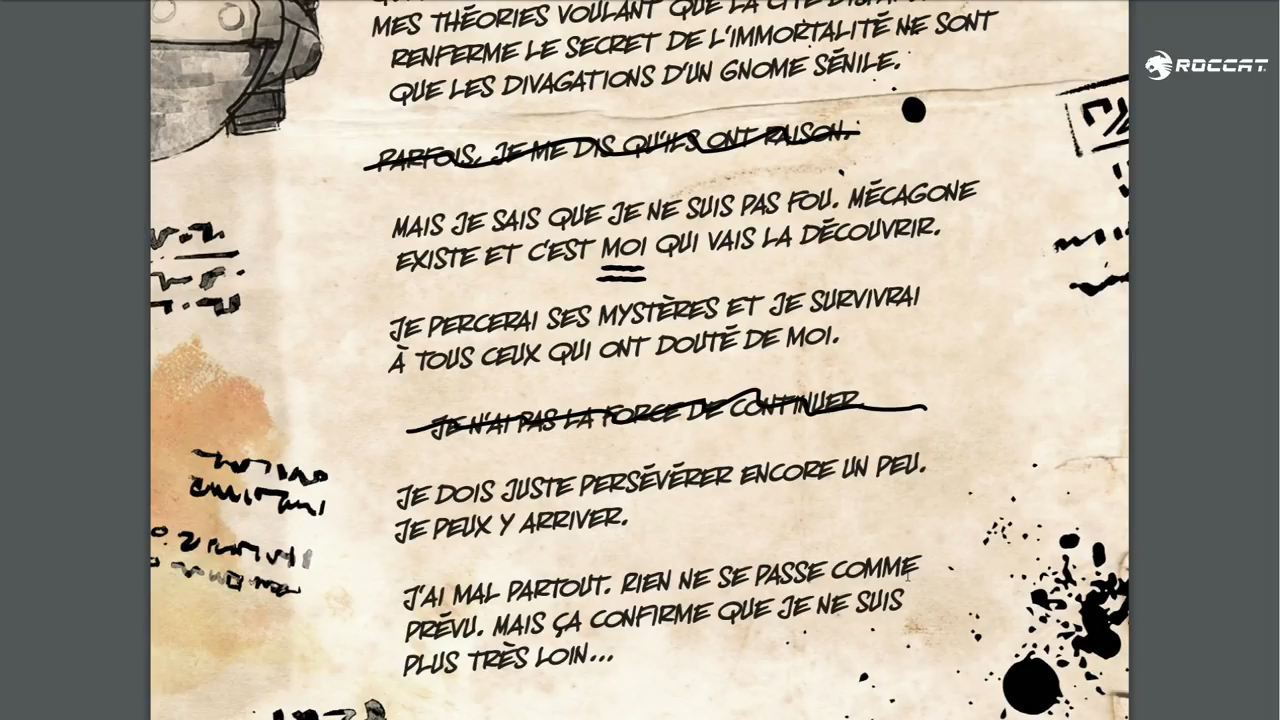 MES THÉORIES VOULANT QUE LA CITÉ
RENFERME LE SECRET DE L'IMMORTALITÉ NE SONT
QUE LES DIVAGATIONS D'UN GNOME SÉNILE.
PARFOIS, JE ME DIS QU'ILS ONT RAISON.
MAIS JE SAIS QUE JE NE SUIS PAS FOU. MÉCAGONE
EXISTE ET C'EST MOI QUI VAIS LA DÉCOUVRIR.
JE PERCERAI SES MYSTÈRES ET JE SURVIVRAI
À TOUS CEUX QUI ONT DOUTÉ DE MOI.
JE N'AI PAS LA FORCE DE CONTINUER
JE DOIS JUSTE PERSÉVÉRER ENCORE UN PEU.
JE PEUX Y ARRIVER.
J'AI MAL PARTOUT. RIEN NE SE PASSE COMME
PRÉVU. MAIS ÇA CONFIRME QUE JE NE SUIS
PLUS TRÈS LOIN...
ROCCAT